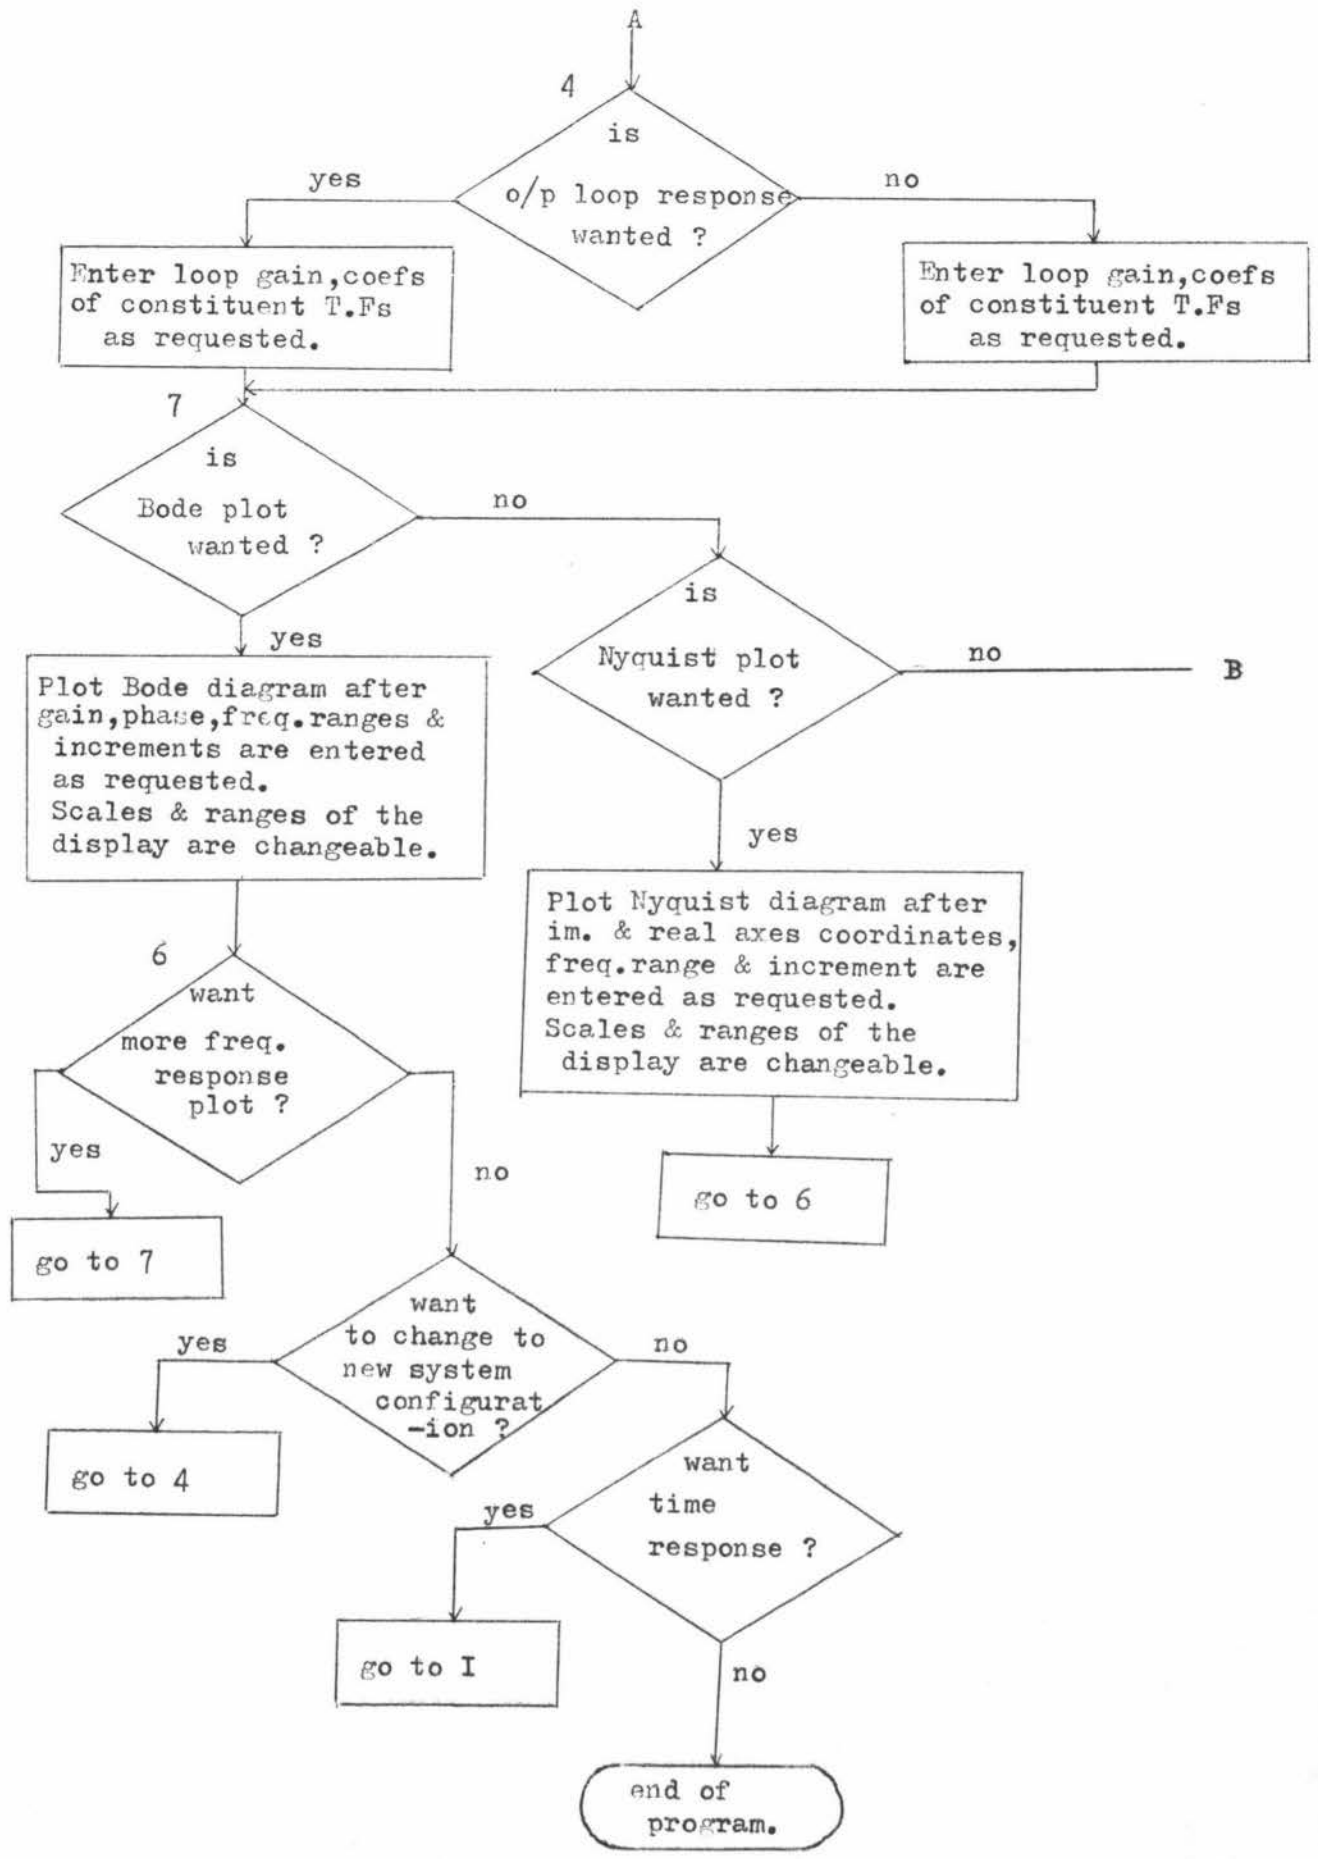 A
4
is
o/p loop response
wanted ?
yes
no
Enter loop gain,coefs
of constituent T.Fs
as requested.
Enter loop gain,coefs
of constituent T.Fs
as requested.
7
is
Bode plot
wanted ?
no
yes
is
Nyquist plot
wanted ?
no
B
Plot Bode diagram after
gain,phase,freq.ranges &
increments are entered
as requested.
Scales & ranges of the
display are changeable.
yes
Plot Nyquist diagram after
im. & real axes coordinates,
freq.range & increment are
entered as requested.
Scales & ranges of the
display are changeable.
6
want
more freq.
response
plot ?
yes
no
go to 7
go to 6
want
to change to
new system
configurat
-ion ?
yes
no
go to 4
want
time
response ?
yes
go to I
no
end of
program.